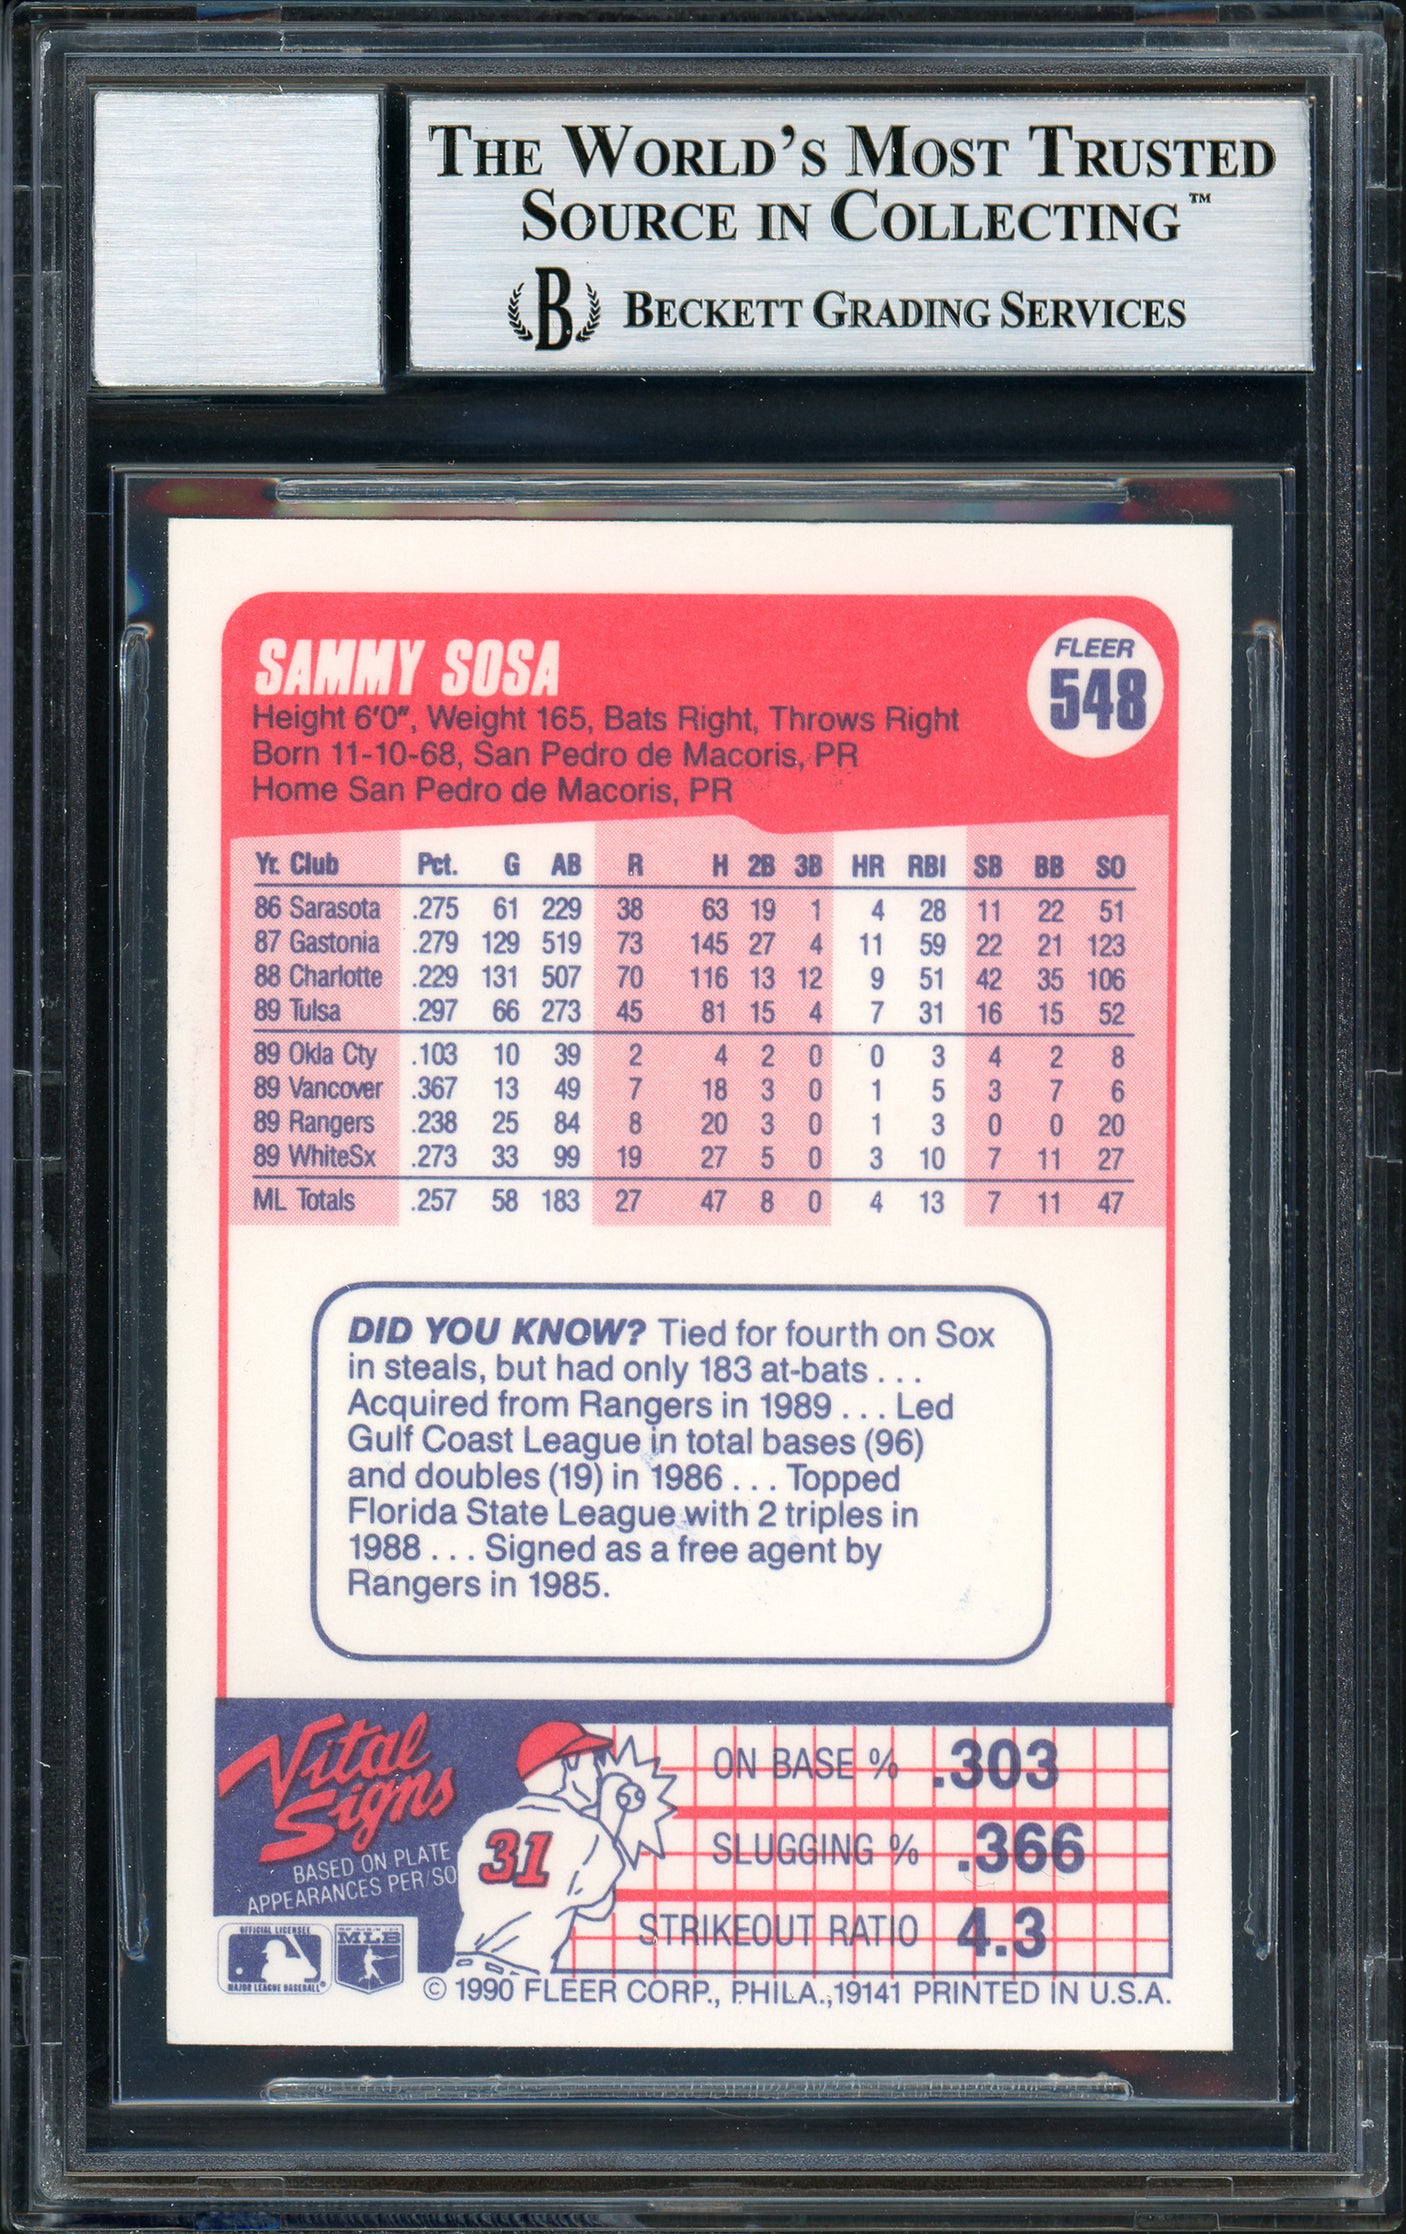 THE WORLD'S MOST TRUSTED
SOURCE IN COLLECTING™
B BECKETT GRADING SERVICES
SAMMY SOSA
FLEER
548
Height 6'0", Weight 165, Bats Right, Throws Right
Born 11-10-68, San Pedro de Macoris, PR
Home San Pedro de Macoris, PR
Yr. Club Pct. G AB R H 2B 3B HR RBI SB BB SO
86 Sarasota .275 61 229 38 63 19 1 4 28 11 22 51
87 Gastonia .279 129 519 73 145 27 4 11 59 22 21 123
88 Charlotte .229 131 507 70 116 13 12 9 51 42 35 106
89 Tulsa .297 66 273 45 81 15 4 7 31 16 15 52
89 Okla Cty .103 10 39 2 4 2 0 0 3 4 2 8
89 Vancover .367 13 49 7 18 3 0 1 5 3 7 6
89 Rangers .238 25 84 8 20 3 0 1 3 0 0 20
89 WhiteSx .273 33 99 19 27 5 0 3 10 7 11 27
ML Totals .257 58 183 27 47 8 0 4 13 7 11 47
DID YOU KNOW? Tied for fourth on Sox
in steals, but had only 183 at-bats . . .
Acquired from Rangers in 1989 . . . Led
Gulf Coast League in total bases (96)
and doubles (19) in 1986 . . . Topped
Florida State League with 2 triples in
1988 . . . Signed as a free agent by
Rangers in 1985.
Vital
Signs
BASED ON PLATE
APPEARANCES PER/SO
31
ON BASE % .303
SLUGGING % .366
STRIKEOUT RATIO 4.3
OFFICIAL LICENSEE
MAJOR LEAGUE BASEBALL®
MLB
© 1990 FLEER CORP., PHILA.,19141 PRINTED IN U.S.A.